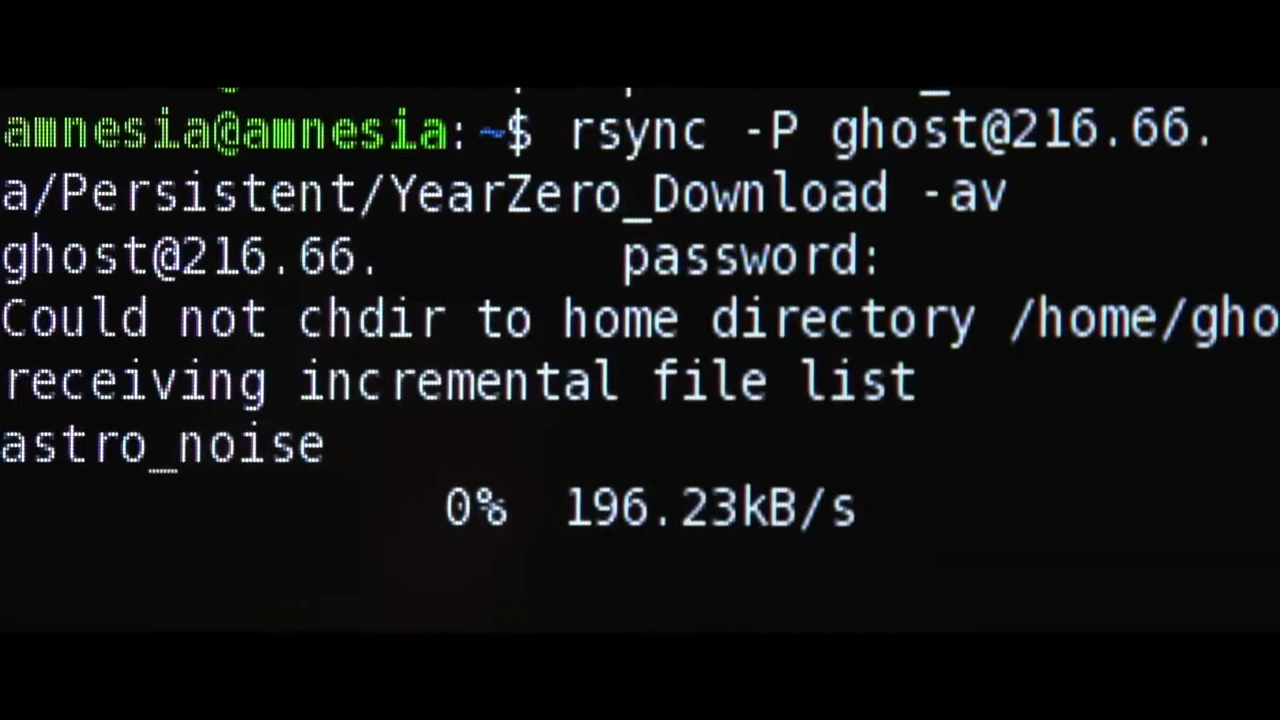 amnesia@amnesia:~$ rsync -P ghost@216.66.
a/Persistent/YearZero_Download -av
ghost@216.66. password:
Could not chdir to home directory /home/gho
receiving incremental file list
astro_noise
0% 196.23kB/s